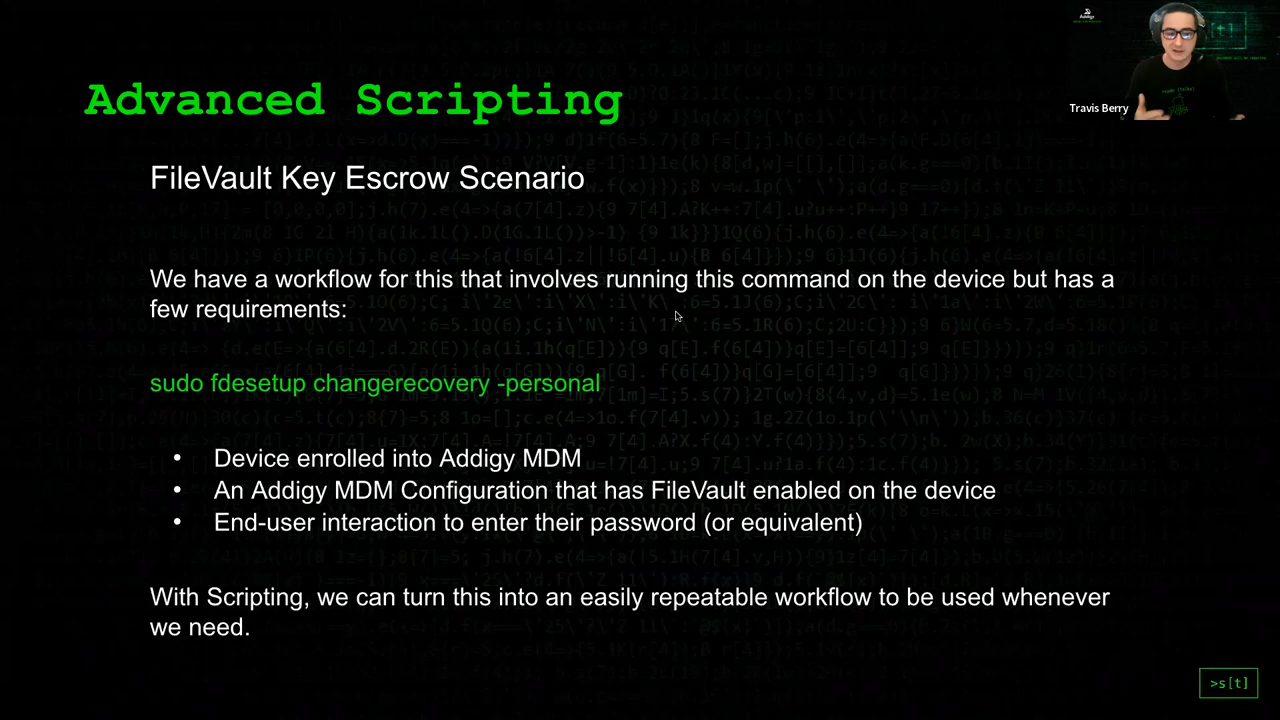 Addigy
Travis Berry
Advanced Scripting
FileVault Key Escrow Scenario
We have a workflow for this that involves running this command on the device but has a
few requirements:
sudo fdesetup changerecovery -personal
• Device enrolled into Addigy MDM
• An Addigy MDM Configuration that has FileVault enabled on the device
• End-user interaction to enter their password (or equivalent)
With Scripting, we can turn this into an easily repeatable workflow to be used whenever
we need.
>s[t]